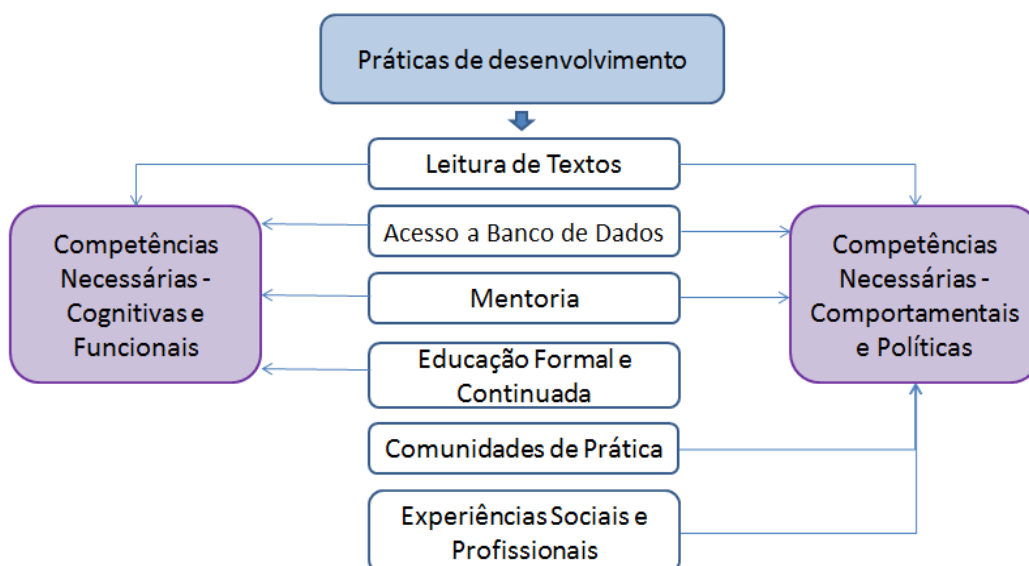 Práticas de desenvolvimento
Leitura de Textos
Acesso a Banco de Dados
Mentoria
Educação Formal e
Continuada
Comunidades de Prática
Experiências Sociais e
Profissionais
Competências
Necessárias -
Cognitivas e
Funcionais
Competências
Necessárias -
Comportamentais
e Políticas